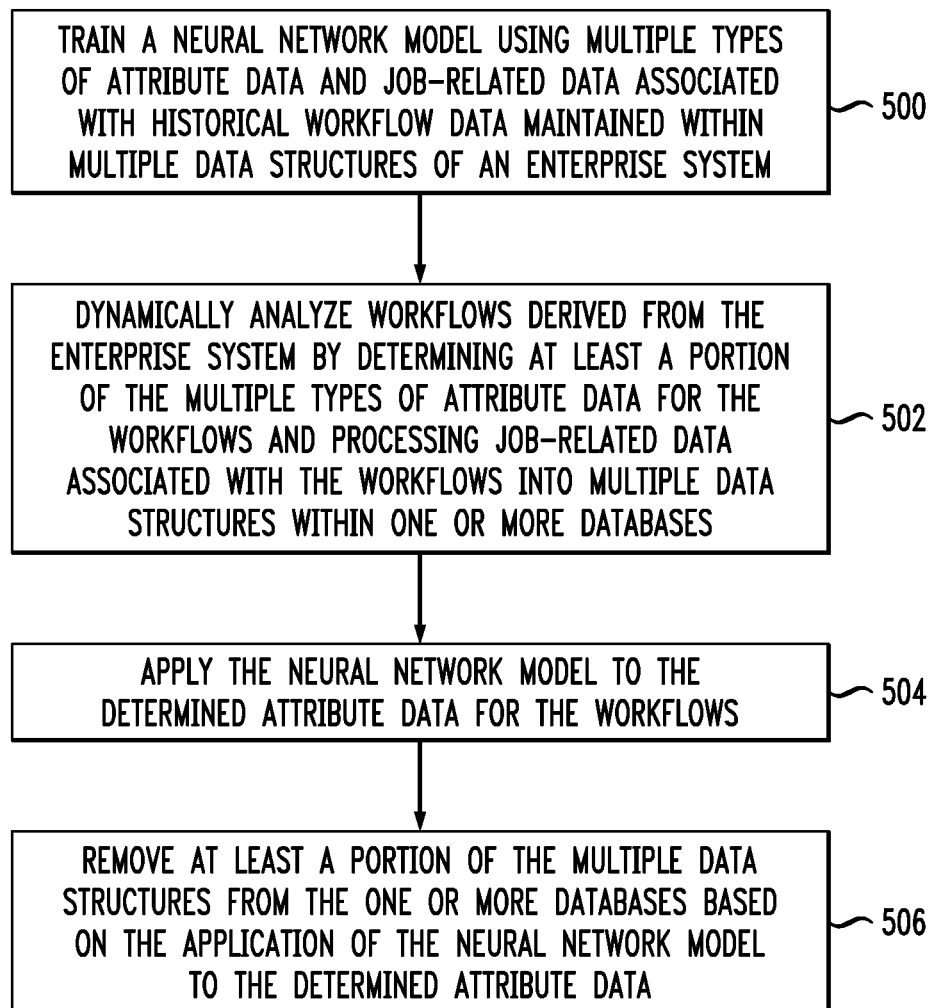 TRAIN A NEURAL NETWORK MODEL USING MULTIPLE TYPES
OF ATTRIBUTE DATA AND JOB-RELATED DATA ASSOCIATED
WITH HISTORICAL WORKFLOW DATA MAINTAINED WITHIN
MULTIPLE DATA STRUCTURES OF AN ENTERPRISE SYSTEM
500
DYNAMICALLY ANALYZE WORKFLOWS DERIVED FROM THE
ENTERPRISE SYSTEM BY DETERMINING AT LEAST A PORTION
OF THE MULTIPLE TYPES OF ATTRIBUTE DATA FOR THE
WORKFLOWS AND PROCESSING JOB-RELATED DATA
ASSOCIATED WITH THE WORKFLOWS INTO MULTIPLE DATA
STRUCTURES WITHIN ONE OR MORE DATABASES
502
APPLY THE NEURAL NETWORK MODEL TO THE
DETERMINED ATTRIBUTE DATA FOR THE WORKFLOWS
504
REMOVE AT LEAST A PORTION OF THE MULTIPLE DATA
STRUCTURES FROM THE ONE OR MORE DATABASES BASED
ON THE APPLICATION OF THE NEURAL NETWORK MODEL
TO THE DETERMINED ATTRIBUTE DATA
506